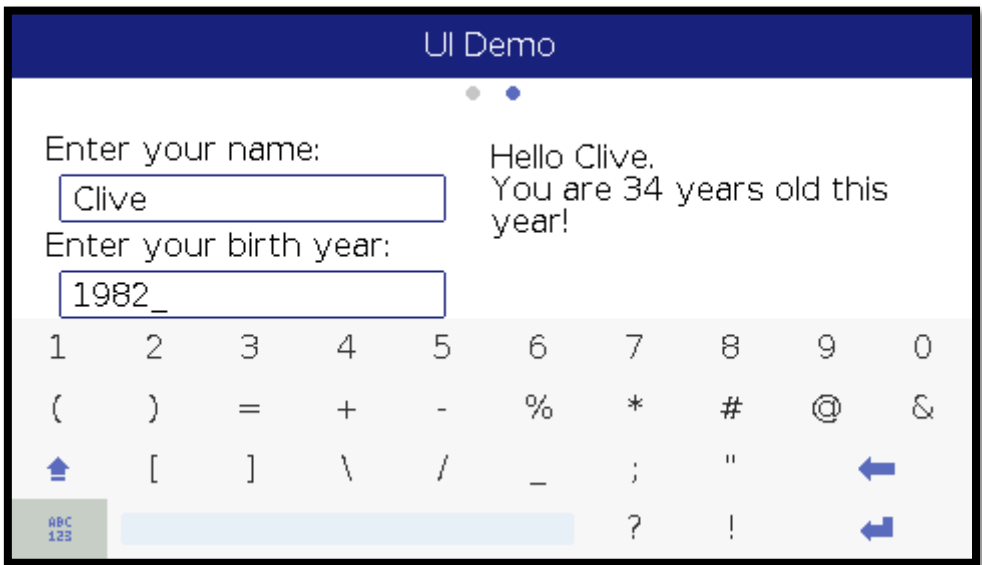 UI Demo
Enter your name:
Clive
Enter your birth year:
1982_
Hello Clive.
You are 34 years old this
year!
1 2 3 4 5 6 7 8 9 0
( ) = + - % * # @ &
[ ] \ / _ ; "
ABC
123
? !